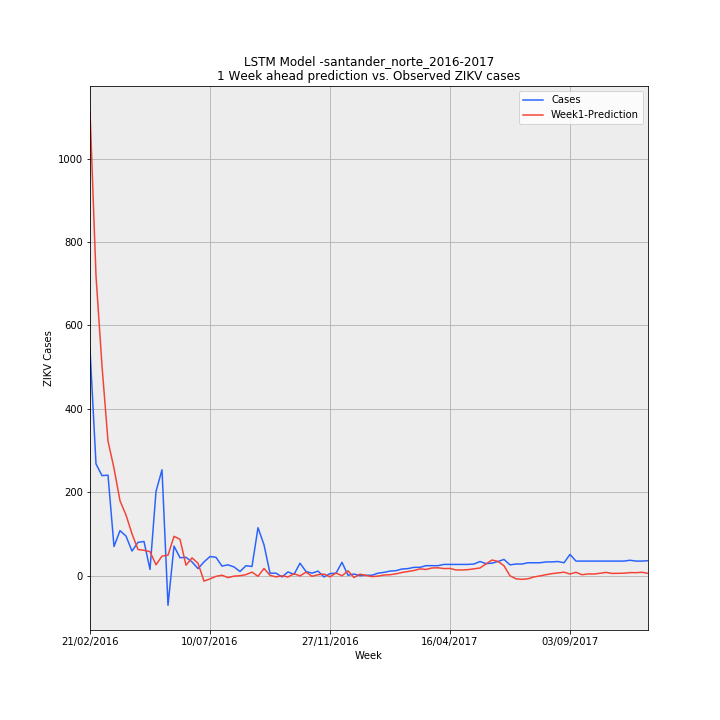 LSTM Model -santander_norte_2016-2017
1 Week ahead prediction vs. Observed ZIKV cases
Cases
Week1-Prediction
1000
800
600
400
200
0
ZIKV Cases
21/02/2016
10/07/2016
27/11/2016
16/04/2017
03/09/2017
Week